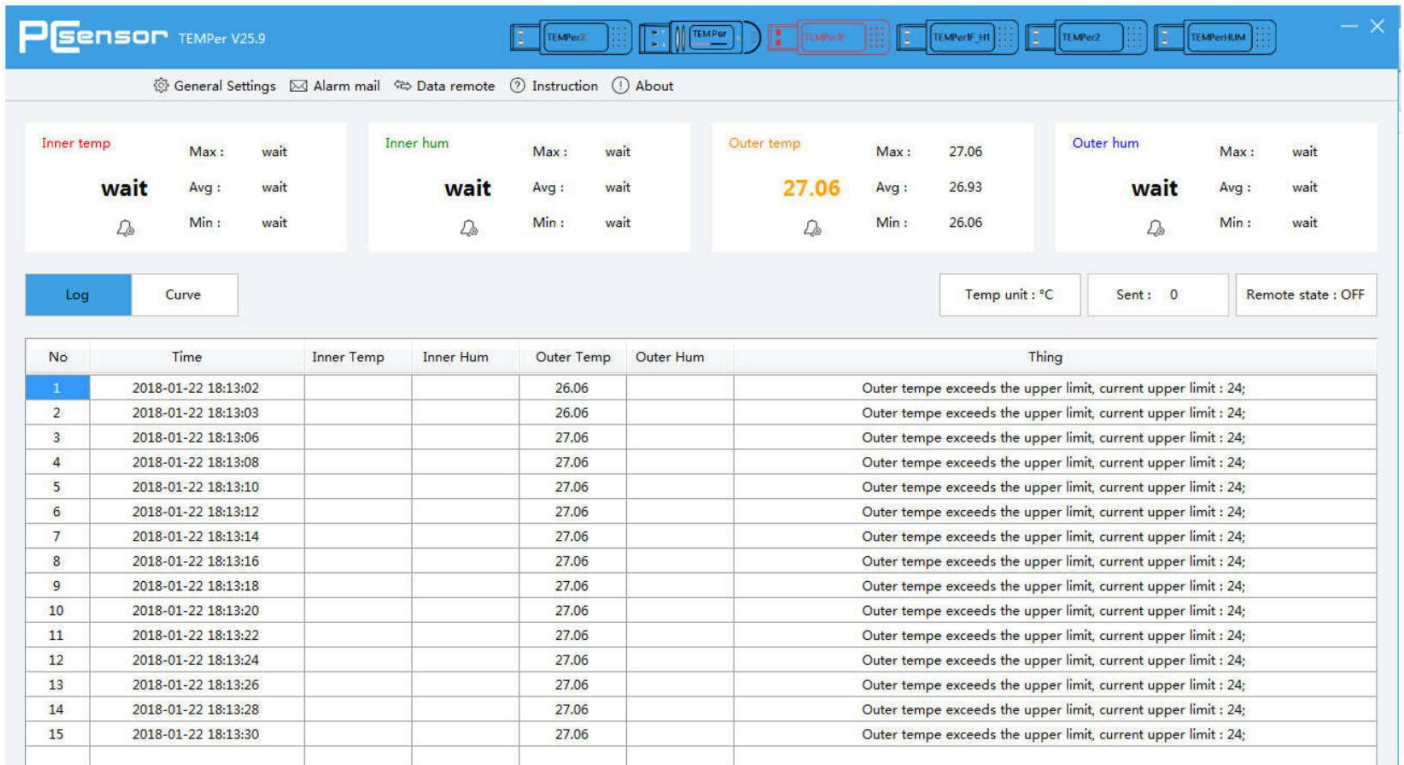 PCsensor TEMPer V25.9 TEMPerX TEMPer TEMPer1F TEMPer1F_H1 TEMPer2 TEMPerHUM
General Settings Alarm mail Data remote Instruction About
Inner temp Max : wait
wait Avg : wait
Min : wait
Inner hum Max : wait
wait Avg : wait
Min : wait
Outer temp Max : 27.06
27.06 Avg : 26.93
Min : 26.06
Outer hum Max : wait
wait Avg : wait
Min : wait
Log Curve Temp unit : °C Sent : 0 Remote state : OFF
No Time Inner Temp Inner Hum Outer Temp Outer Hum Thing
1 2018-01-22 18:13:02 26.06 Outer tempe exceeds the upper limit, current upper limit : 24;
2 2018-01-22 18:13:03 26.06 Outer tempe exceeds the upper limit, current upper limit : 24;
3 2018-01-22 18:13:06 27.06 Outer tempe exceeds the upper limit, current upper limit : 24;
4 2018-01-22 18:13:08 27.06 Outer tempe exceeds the upper limit, current upper limit : 24;
5 2018-01-22 18:13:10 27.06 Outer tempe exceeds the upper limit, current upper limit : 24;
6 2018-01-22 18:13:12 27.06 Outer tempe exceeds the upper limit, current upper limit : 24;
7 2018-01-22 18:13:14 27.06 Outer tempe exceeds the upper limit, current upper limit : 24;
8 2018-01-22 18:13:16 27.06 Outer tempe exceeds the upper limit, current upper limit : 24;
9 2018-01-22 18:13:18 27.06 Outer tempe exceeds the upper limit, current upper limit : 24;
10 2018-01-22 18:13:20 27.06 Outer tempe exceeds the upper limit, current upper limit : 24;
11 2018-01-22 18:13:22 27.06 Outer tempe exceeds the upper limit, current upper limit : 24;
12 2018-01-22 18:13:24 27.06 Outer tempe exceeds the upper limit, current upper limit : 24;
13 2018-01-22 18:13:26 27.06 Outer tempe exceeds the upper limit, current upper limit : 24;
14 2018-01-22 18:13:28 27.06 Outer tempe exceeds the upper limit, current upper limit : 24;
15 2018-01-22 18:13:30 27.06 Outer tempe exceeds the upper limit, current upper limit : 24;